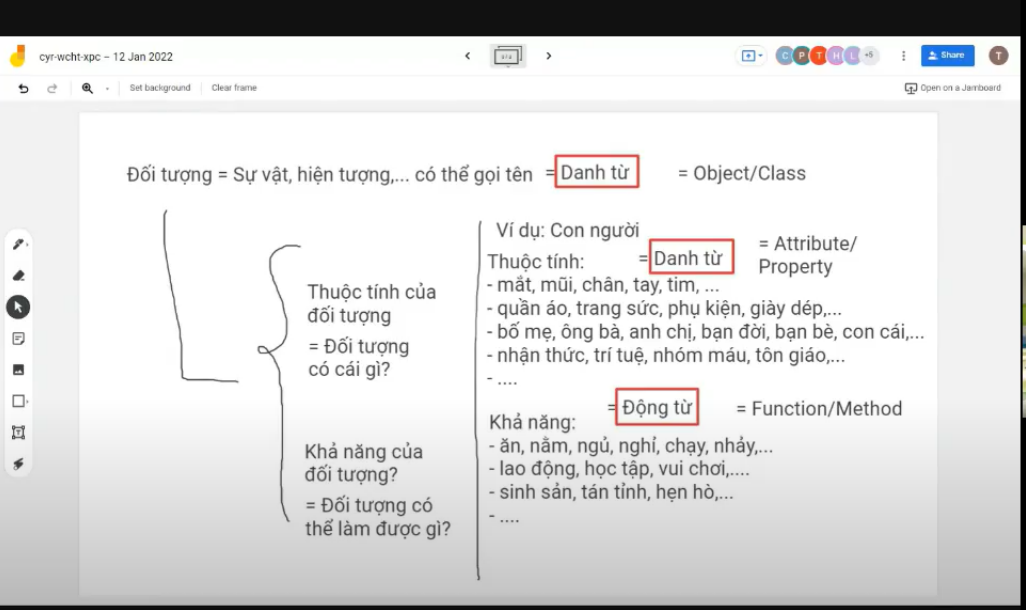 cyr-wcht-xpc – 12 Jan 2022
C P T H L +5
Share
T
Set background
Clear frame
Open on a Jamboard
Đối tượng = Sự vật, hiện tượng,... có thể gọi tên = Danh từ = Object/Class
Ví dụ: Con người
Thuộc tính: = Danh từ = Attribute/
Property
- mắt, mũi, chân, tay, tim, ...
- quần áo, trang sức, phụ kiện, giày dép,...
- bố mẹ, ông bà, anh chị, bạn đời, bạn bè, con cái,...
- nhận thức, trí tuệ, nhóm máu, tôn giáo,...
- ....
Thuộc tính của
đối tượng
= Đối tượng
có cái gì?
Khả năng: = Động từ = Function/Method
- ăn, nằm, ngủ, nghỉ, chạy, nhảy,...
- lao động, học tập, vui chơi,....
- sinh sản, tán tỉnh, hẹn hò,...
- ....
Khả năng của
đối tượng?
= Đối tượng có
thể làm được gì?